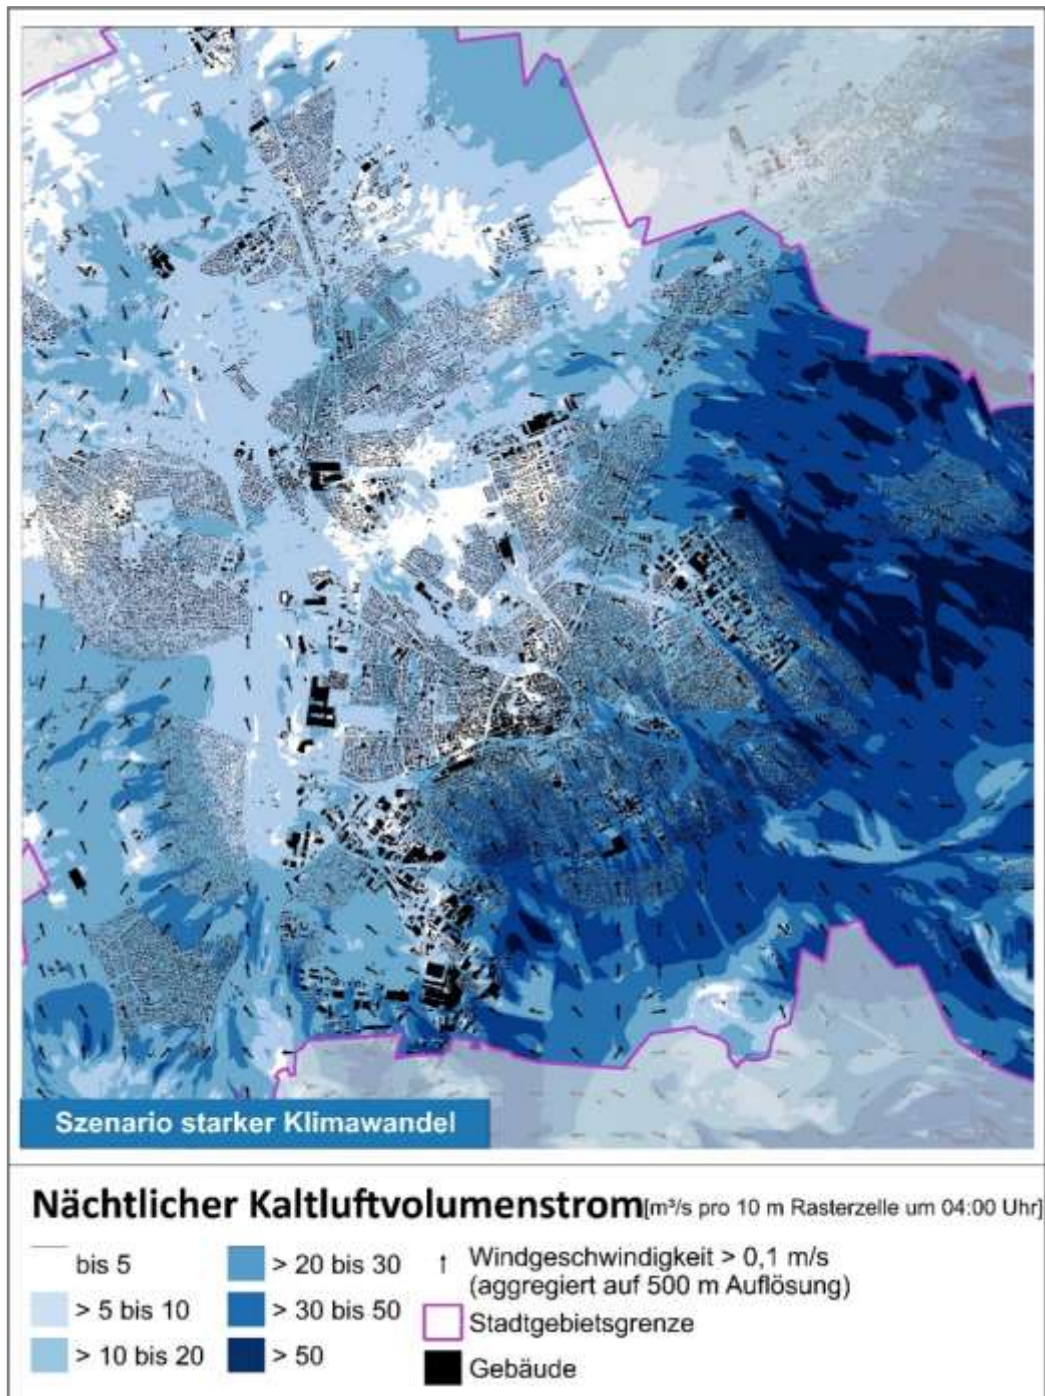 Szenario starker Klimawandel
Nächtlicher Kaltluftvolumenstrom [m³/s pro 10 m Rasterzelle um 04:00 Uhr]
bis 5
> 5 bis 10
> 10 bis 20
> 20 bis 30
> 30 bis 50
> 50
↑ Windgeschwindigkeit > 0,1 m/s
(aggregiert auf 500 m Auflösung)
Stadtgebietsgrenze
Gebäude